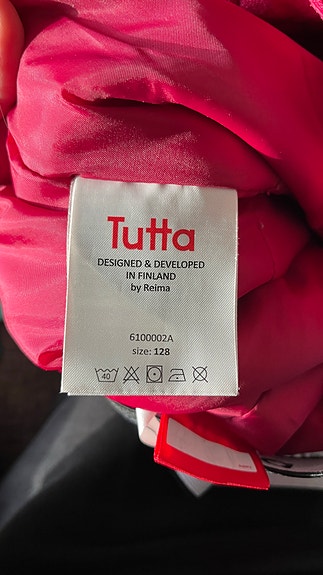 Tutta
DESIGNED & DEVELOPED
IN FINLAND
by Reima
6100002A
size: 128
40